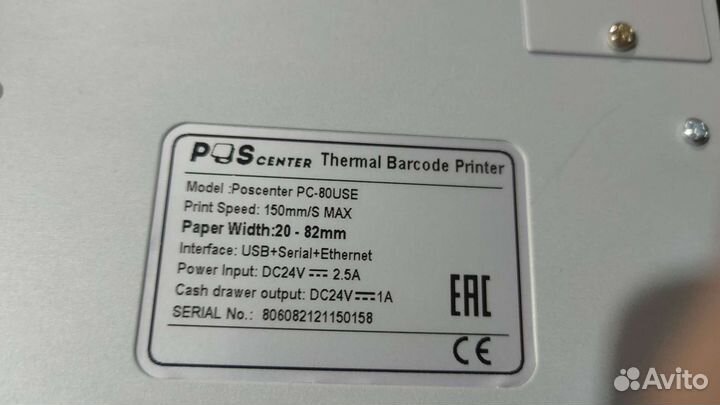 POSCENTER Thermal Barcode Printer
Model :Poscenter PC-80USE
Print Speed: 150mm/S MAX
Paper Width:20 - 82mm
Interface: USB+Serial+Ethernet
Power Input: DC24V 2.5A
Cash drawer output: DC24V 1A
SERIAL No.: 806082121150158
EAC
CE
Avito